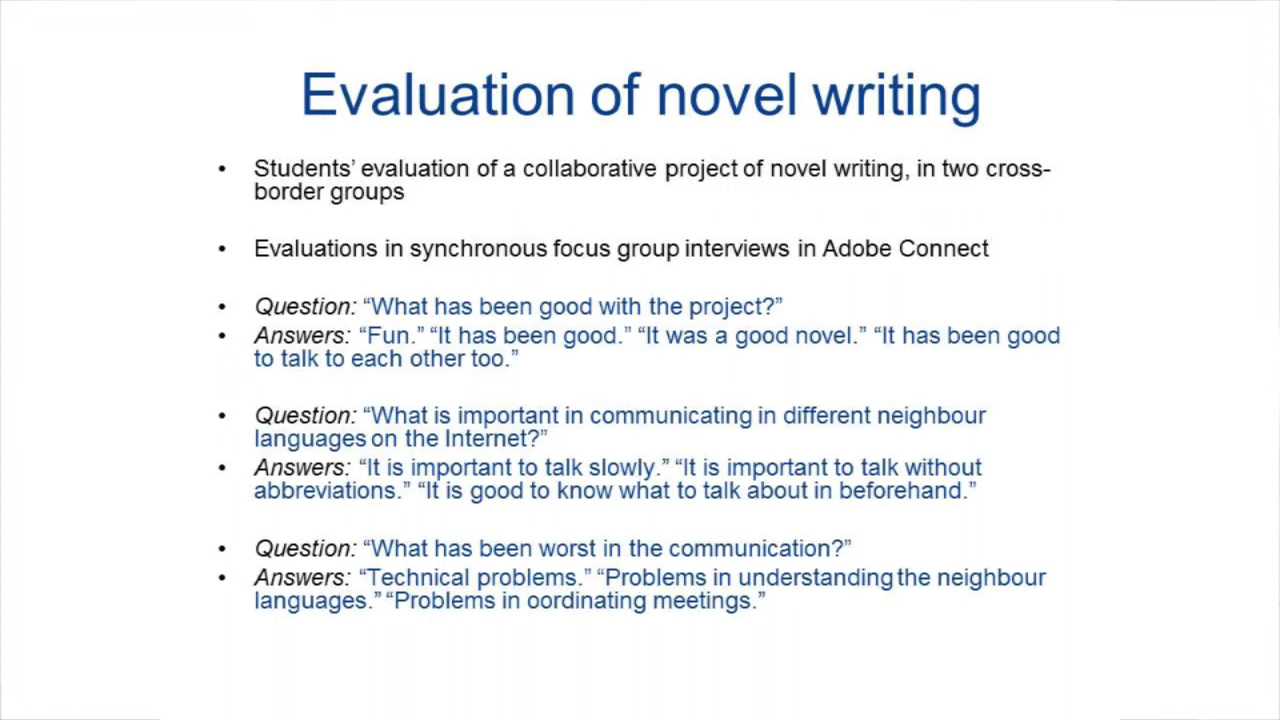 Evaluation of novel writing
• Students’ evaluation of a collaborative project of novel writing, in two cross-
border groups
• Evaluations in synchronous focus group interviews in Adobe Connect
• Question: “What has been good with the project?”
• Answers: “Fun.” “It has been good.” “It was a good novel.” “It has been good
to talk to each other too.”
• Question: “What is important in communicating in different neighbour
languages on the Internet?”
• Answers: “It is important to talk slowly.” “It is important to talk without
abbreviations.” “It is good to know what to talk about in beforehand.”
• Question: “What has been worst in the communication?”
• Answers: “Technical problems.” “Problems in understanding the neighbour
languages.” “Problems in oordinating meetings.”